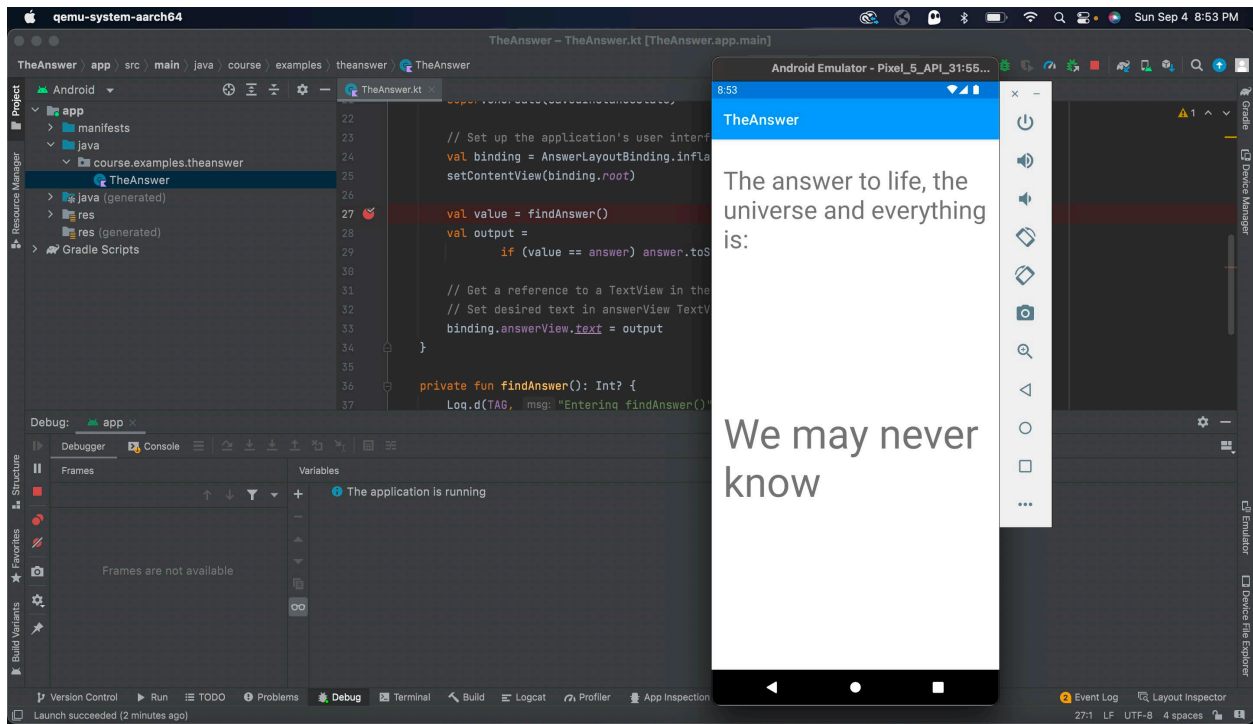 qemu-system-aarch64
Sun Sep 4 8:53 PM
TheAnswer – TheAnswer.kt [TheAnswer.app.main]
TheAnswer > app > src > main > java > course > examples > theanswer > TheAnswer
Android
TheAnswer.kt
app
manifests
java
course.examples.theanswer
TheAnswer
java (generated)
res
res (generated)
Gradle Scripts
Project
Resource Manager
Structure
Favorites
Build Variants
22
23 // Set up the application's user interf
24 val binding = AnswerLayoutBinding.infla
25 setContentView(binding.root)
26
27 val value = findAnswer()
28 val output =
29 if (value == answer) answer.toS
30
31 // Get a reference to a TextView in the
32 // Set desired text in answerView TextV
33 binding.answerView.text = output
34 }
35
36 private fun findAnswer(): Int? {
37 Log.d(TAG, msg: "Entering findAnswer()"
1
Gradle
Device Manager
Emulator
Device File Explorer
Android Emulator - Pixel_5_API_31:55...
8:53
TheAnswer
The answer to life, the
universe and everything
is:
We may never
know
Debug: app
Debugger
Console
Frames
Variables
The application is running
Frames are not available
Version Control
Run
TODO
Problems
Debug
Terminal
Build
Logcat
Profiler
App Inspection
2 Event Log
Layout Inspector
Launch succeeded (2 minutes ago)
27:1 LF UTF-8 4 spaces